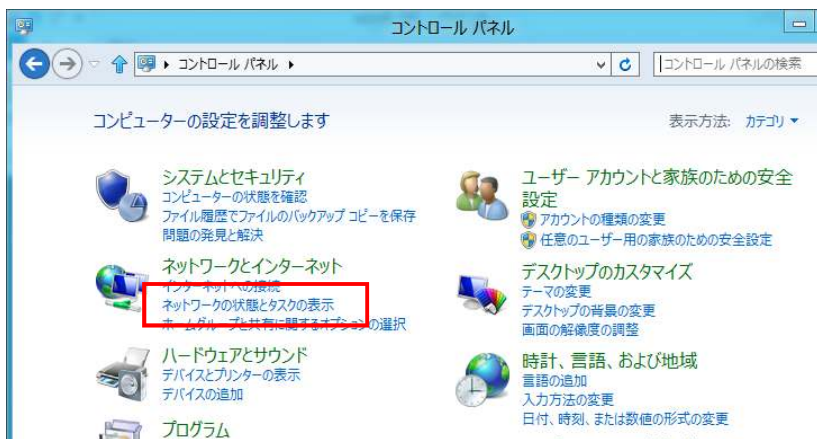 コントロール パネル
コントロール パネル
コントロール パネルの検索
コンピューターの設定を調整します
表示方法: カテゴリ
システムとセキュリティ
コンピューターの状態を確認
ファイル履歴でファイルのバックアップ コピーを保存
問題の発見と解決
ネットワークとインターネット
インターネットへの接続
ネットワークの状態とタスクの表示
ホームグループと共有に関するオプションの選択
ハードウェアとサウンド
デバイスとプリンターの表示
デバイスの追加
プログラム
ユーザー アカウントと家族のための安全
設定
アカウントの種類の変更
任意のユーザー用の家族のための安全設定
デスクトップのカスタマイズ
テーマの変更
デスクトップの背景の変更
画面の解像度の調整
時計、言語、および地域
言語の追加
入力方法の変更
日付、時刻、または数値の形式の変更